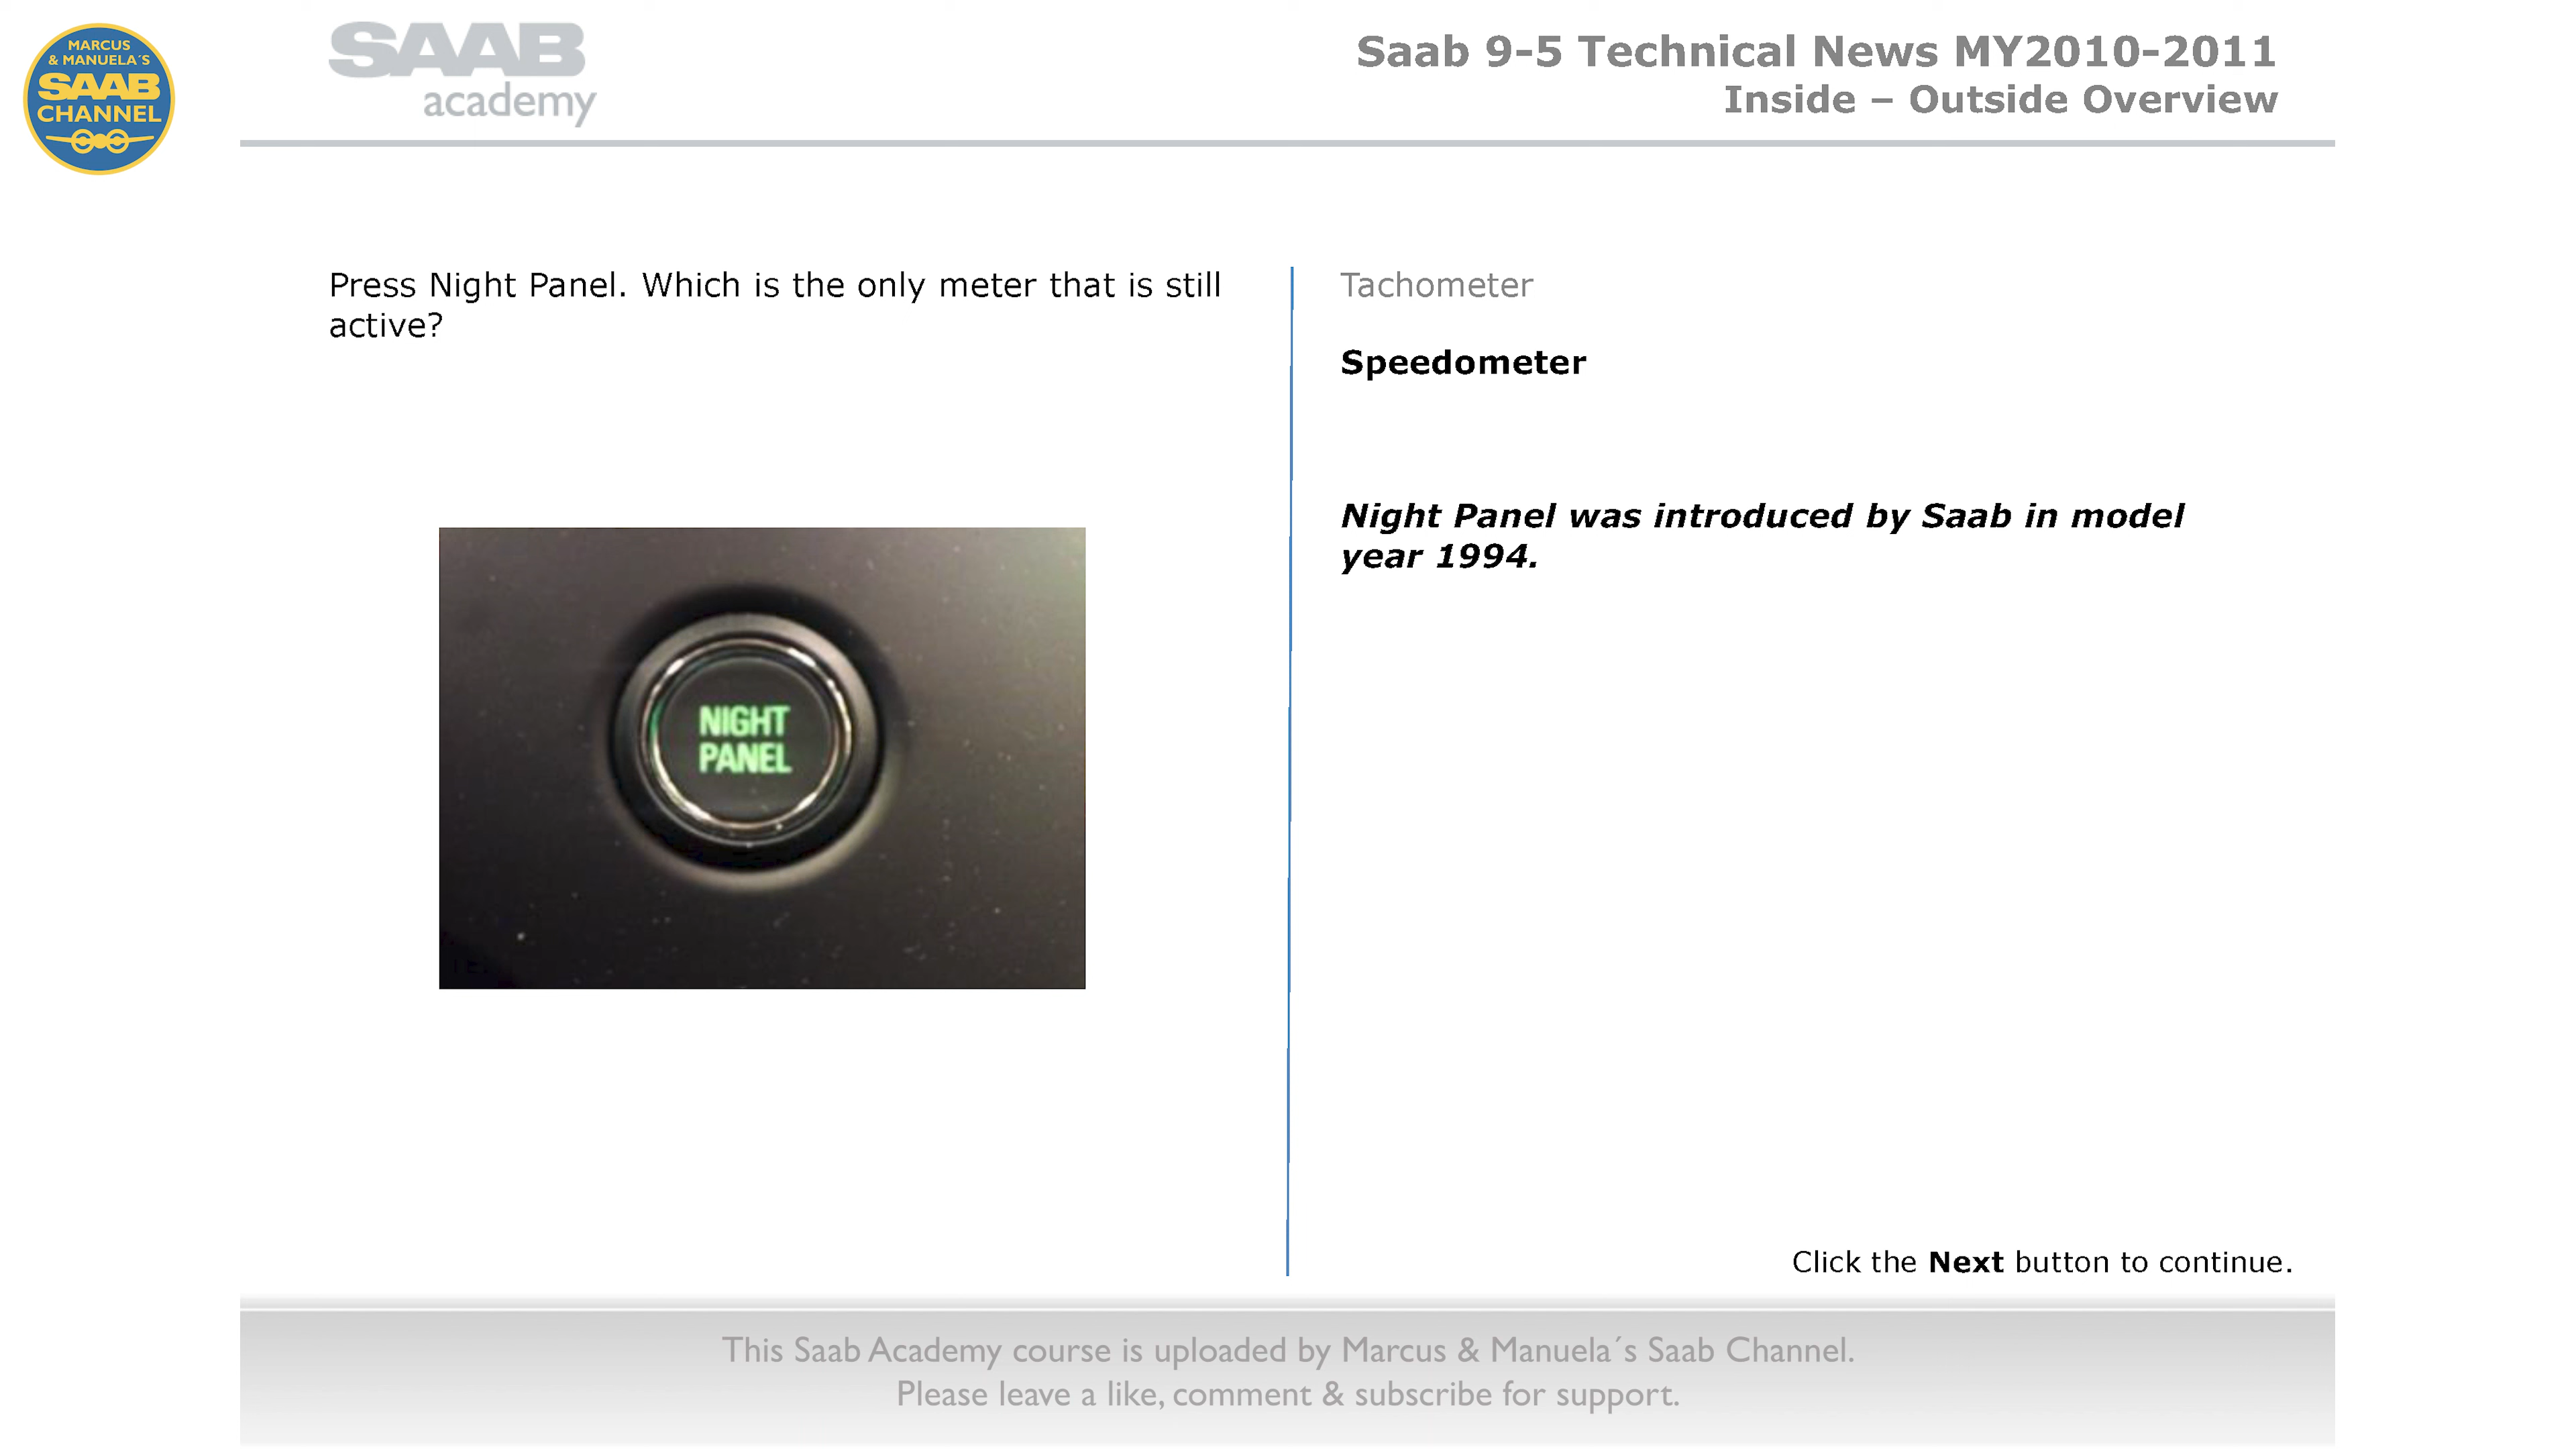 MARCUS
& MANUELA´S
SAAB
CHANNEL
SAAB
academy
Saab 9-5 Technical News MY2010-2011
Inside – Outside Overview
Press Night Panel. Which is the only meter that is still
active?
NIGHT
PANEL
Tachometer
Speedometer
Night Panel was introduced by Saab in model
year 1994.
Click the Next button to continue.
This Saab Academy course is uploaded by Marcus & Manuela´s Saab Channel.
Please leave a like, comment & subscribe for support.